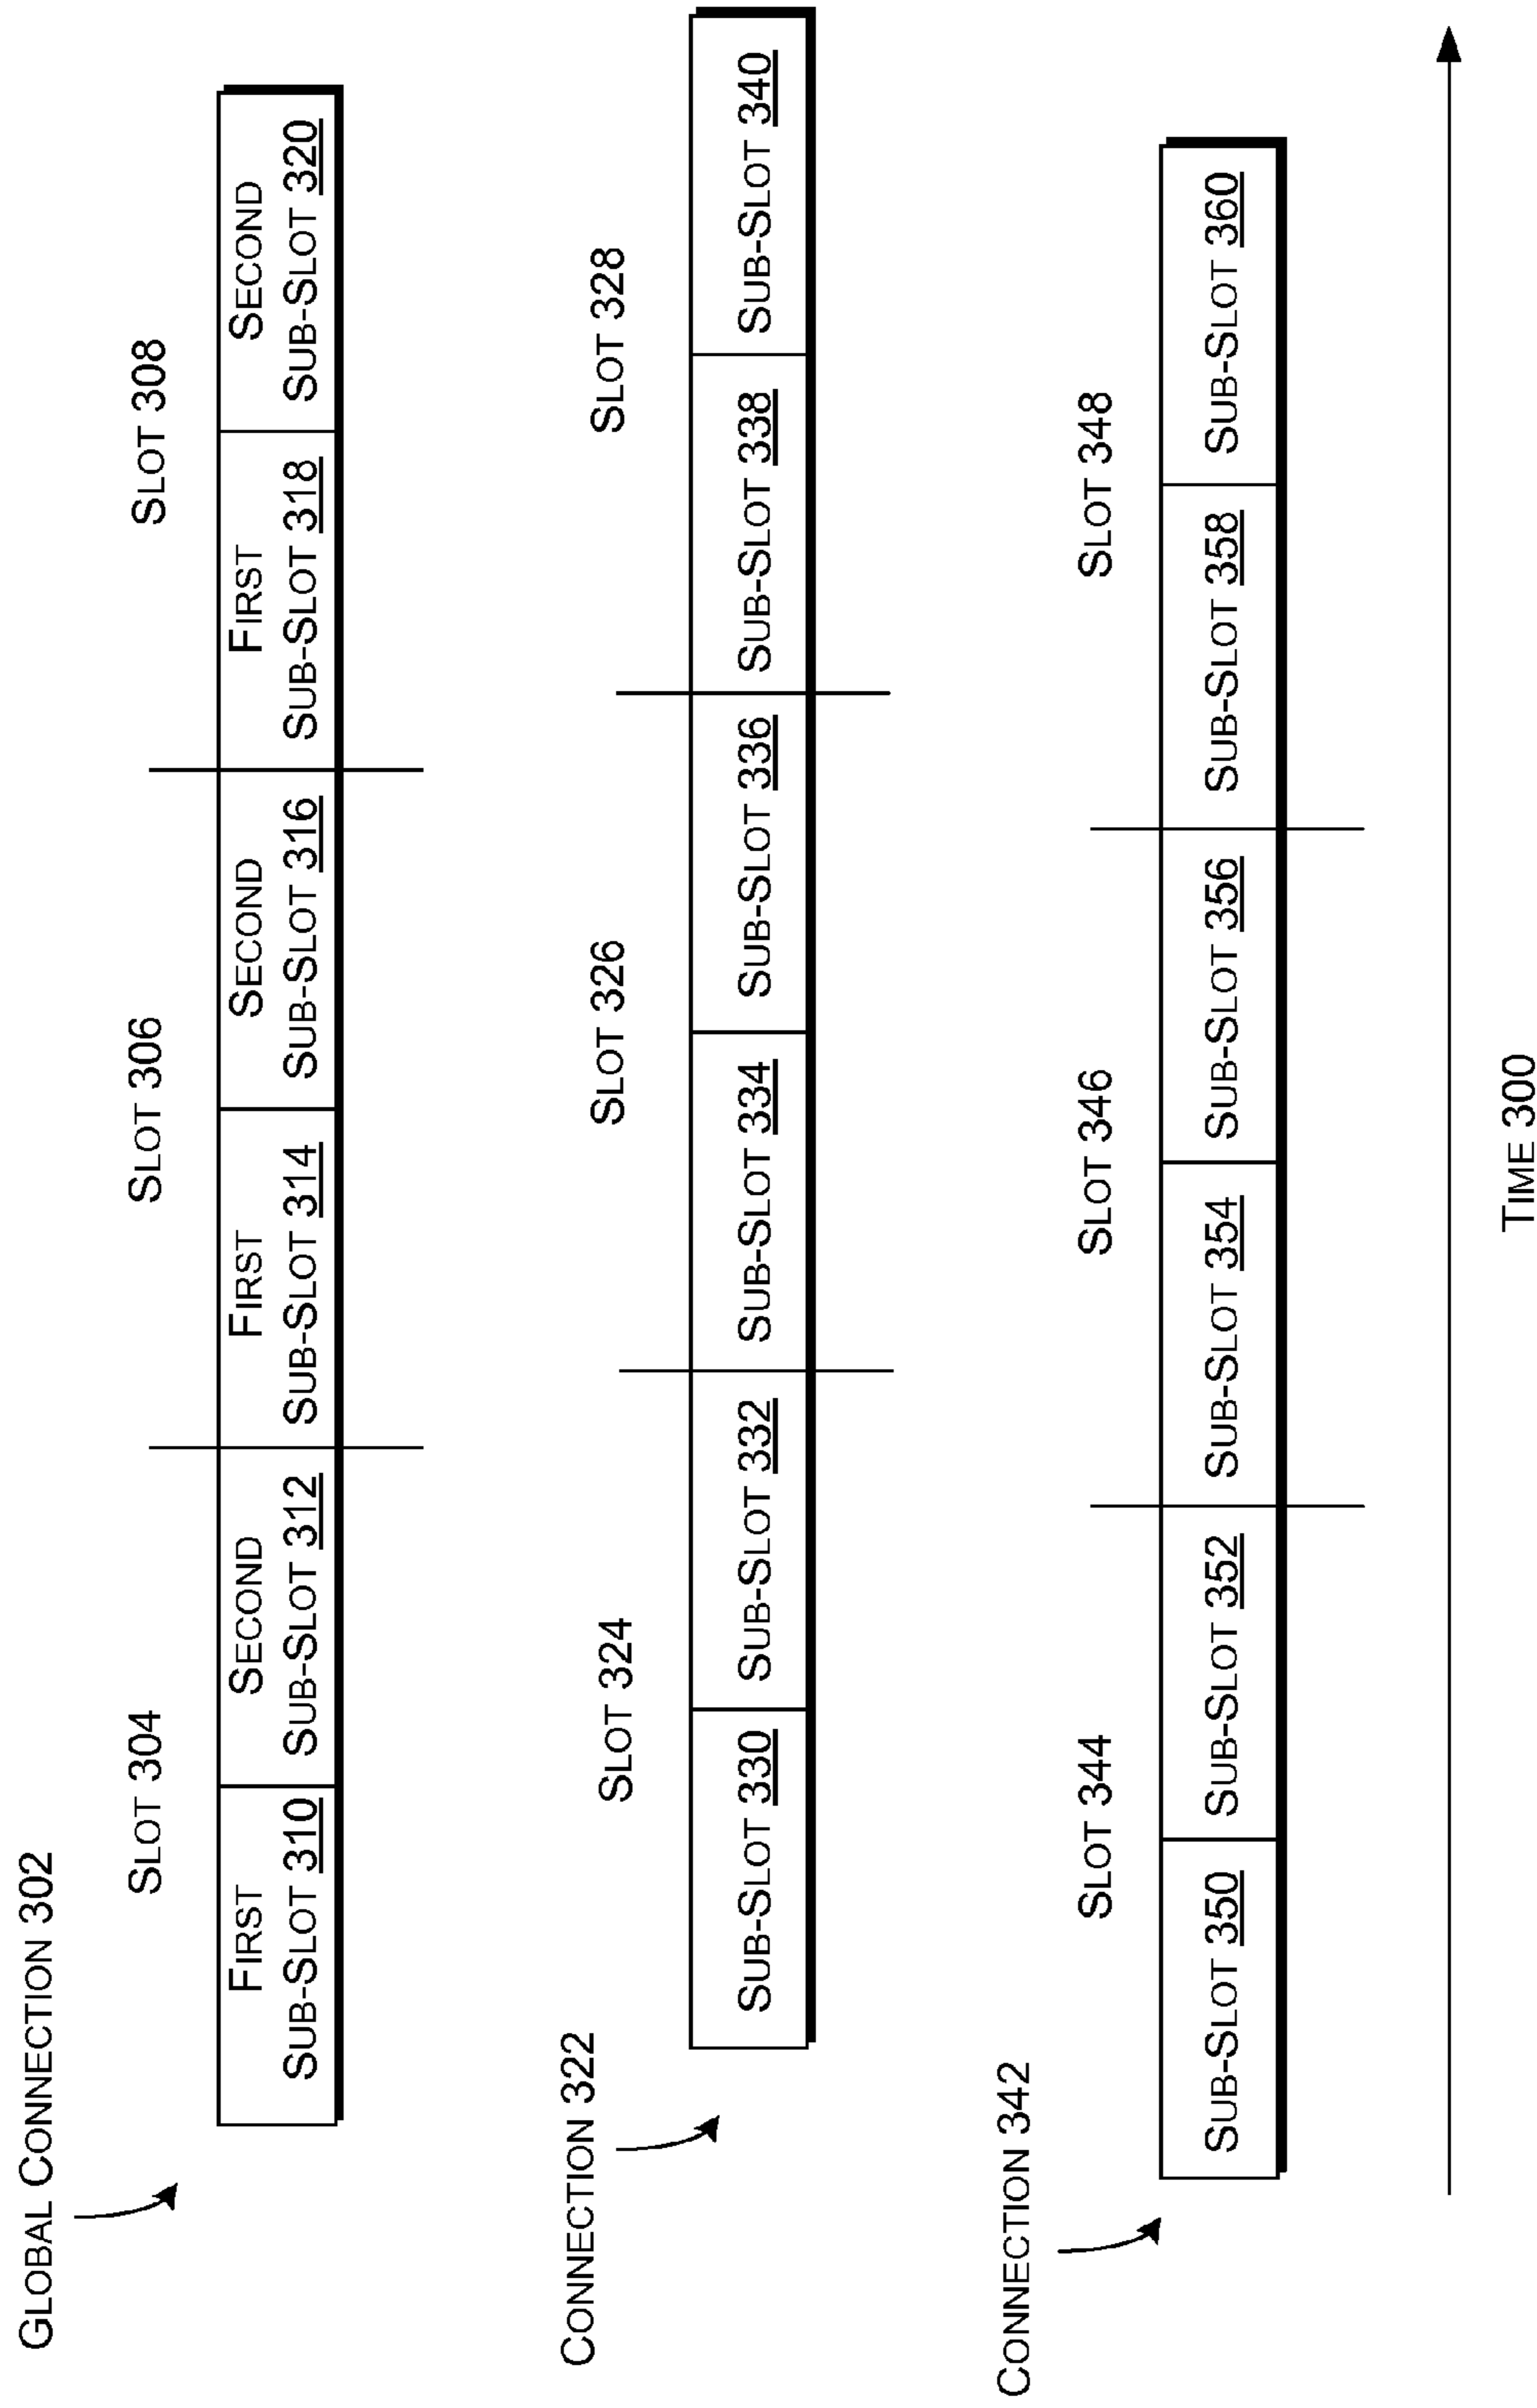 GLOBAL CONNECTION 302
SLOT 304
SLOT 306
SLOT 308
FIRST
SUB-SLOT 310
SECOND
SUB-SLOT 312
FIRST
SUB-SLOT 314
SECOND
SUB-SLOT 316
FIRST
SUB-SLOT 318
SECOND
SUB-SLOT 320
CONNECTION 322
SLOT 324
SLOT 326
SLOT 328
SUB-SLOT 330
SUB-SLOT 332
SUB-SLOT 334
SUB-SLOT 336
SUB-SLOT 338
SUB-SLOT 340
CONNECTION 342
SLOT 344
SLOT 346
SLOT 348
SUB-SLOT 350
SUB-SLOT 352
SUB-SLOT 354
SUB-SLOT 356
SUB-SLOT 358
SUB-SLOT 360
TIME 300